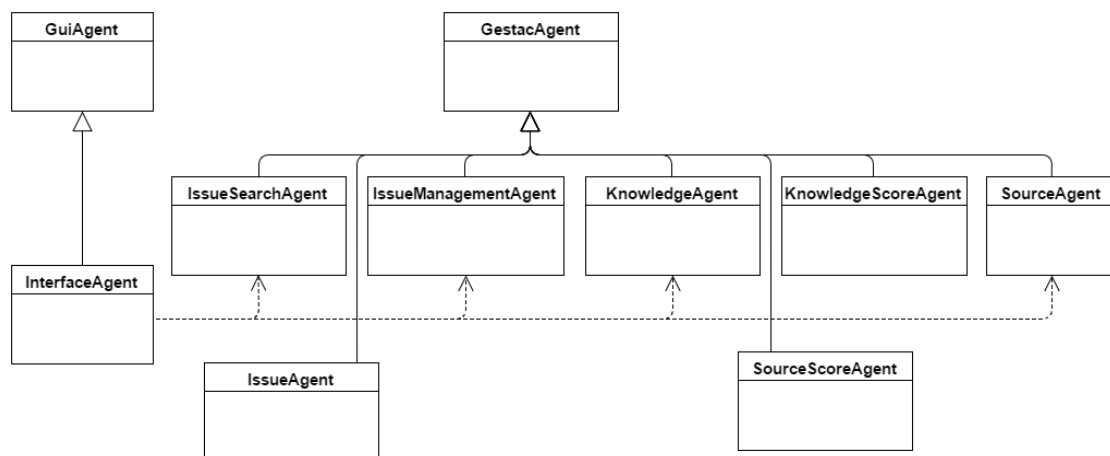 GuiAgent
GestacAgent
IssueSearchAgent
IssueManagementAgent
KnowledgeAgent
KnowledgeScoreAgent
SourceAgent
InterfaceAgent
IssueAgent
SourceScoreAgent